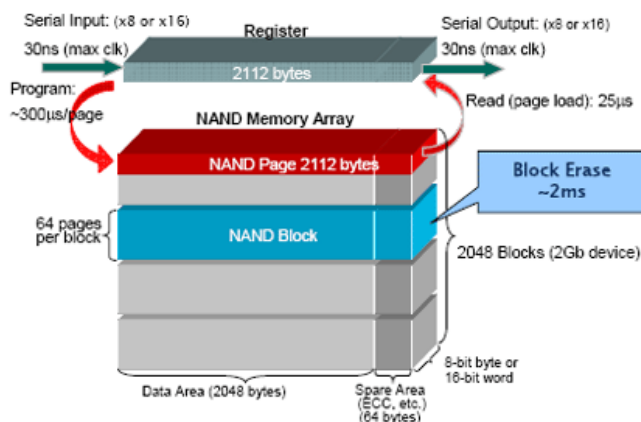 Serial Input: (x8 or x16)
30ns (max clk)
Register
Serial Output: (x8 or x16)
30ns (max clk)
2112 bytes
Program:
~300µs/page
Read (page load): 25µs
NAND Memory Array
NAND Page 2112 bytes
Block Erase
~2ms
64 pages
per block
NAND Block
2048 Blocks (2Gb device)
8-bit byte or
16-bit word
Data Area (2048 bytes)
Spare Area
(ECC, etc.)
(64 bytes)